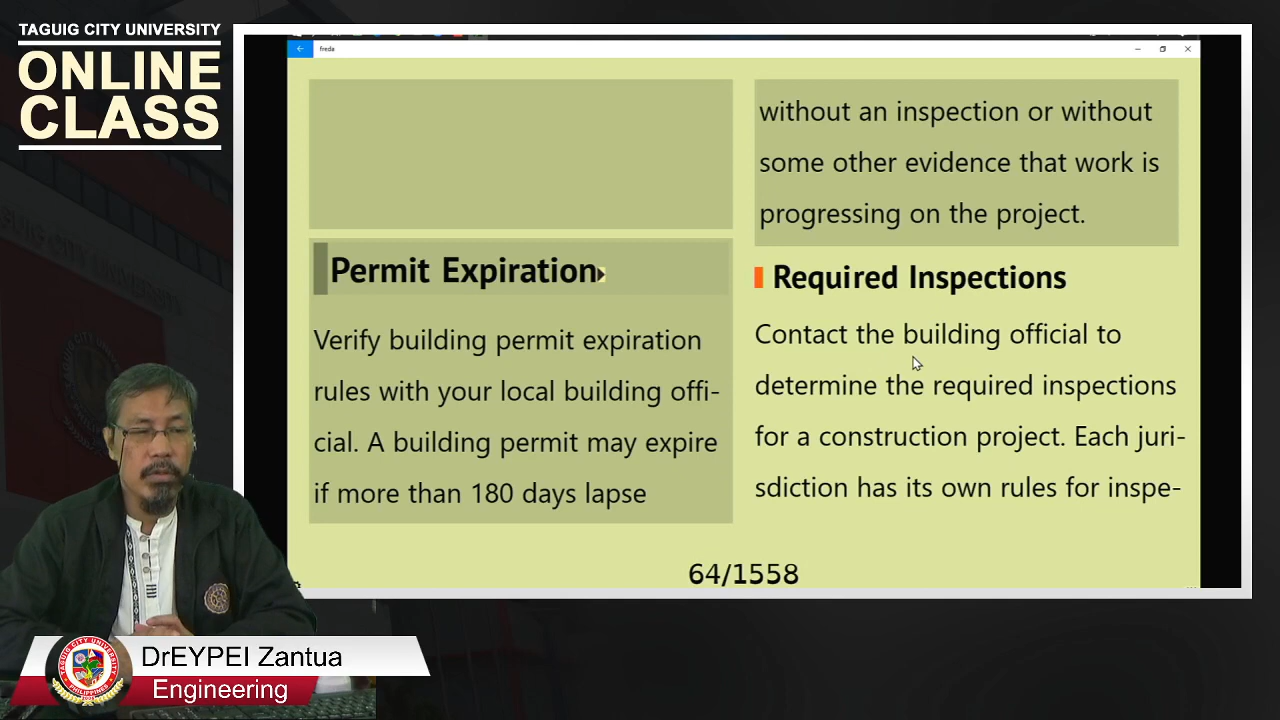 TAGUIG CITY UNIVERSITY
ONLINE
CLASS
freda
Permit Expiration
Verify building permit expiration
rules with your local building offi-
cial. A building permit may expire
if more than 180 days lapse
without an inspection or without
some other evidence that work is
progressing on the project.
Required Inspections
Contact the building official to
determine the required inspections
for a construction project. Each juri-
sdiction has its own rules for inspe-
64/1558
DrEYPEI Zantua
Engineering